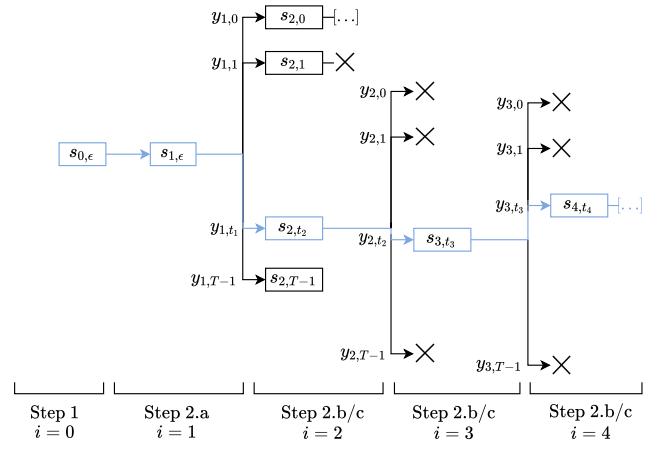 y₁,₀ s₂,₀ [...]
y₁,₁ s₂,₁
y₂,₀
y₃,₀
y₂,₁
y₃,₁
s₀,ϵ s₁,ϵ
y₃,t₃ s₄,t₄ [...]
y₁,t₁ s₂,t₂
y₂,t₂ s₃,t₃
y₁,T−1 s₂,T−1
y₂,T−1
y₃,T−1
Step 1 Step 2.a Step 2.b/c Step 2.b/c Step 2.b/c
i = 0 i = 1 i = 2 i = 3 i = 4